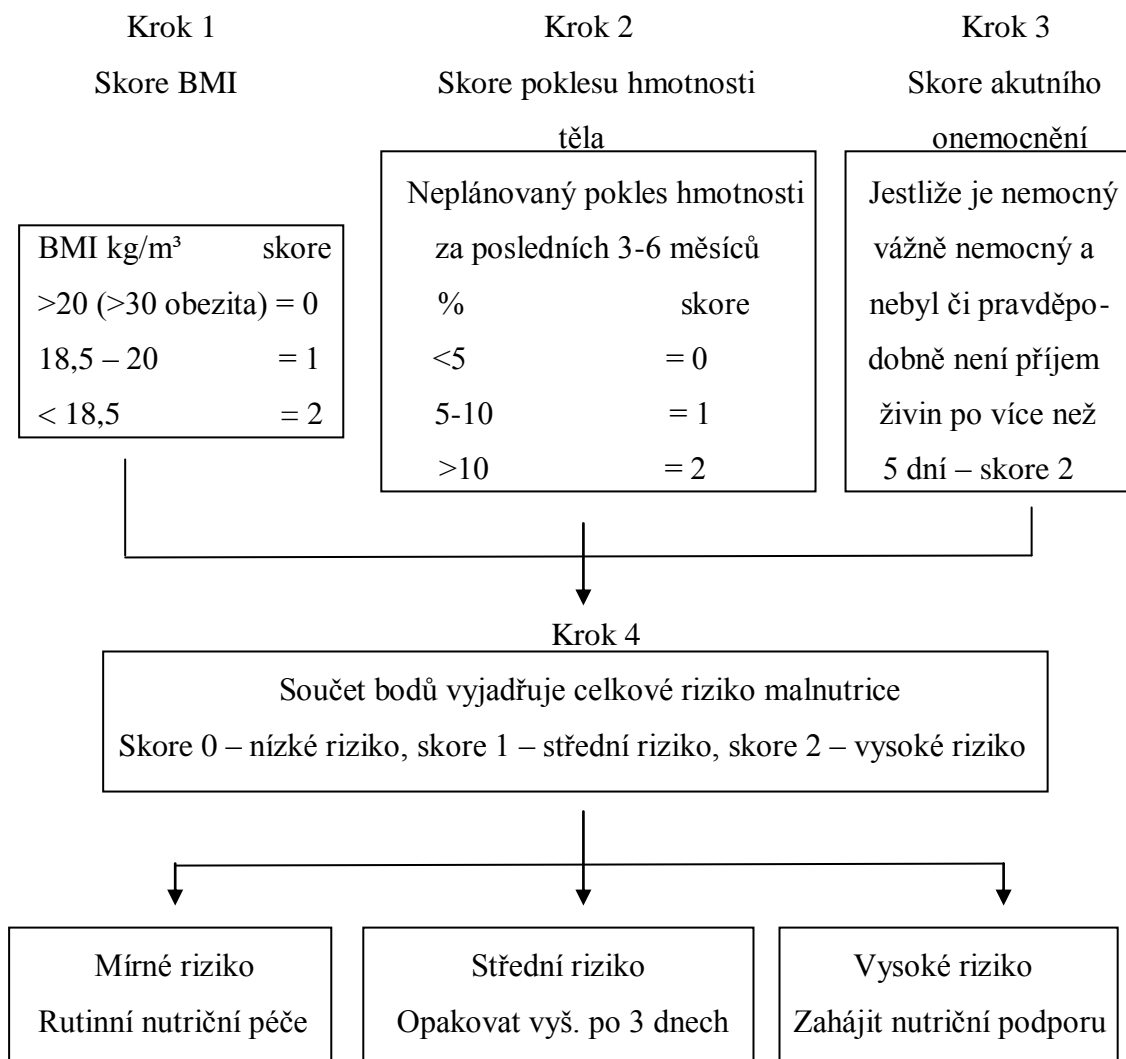 Krok 1
Skore BMI
BMI kg/m³ skore
>20 (>30 obezita) = 0
18,5 – 20 = 1
< 18,5 = 2
Krok 2
Skore poklesu hmotnosti
těla
Neplánovaný pokles hmotnosti
za posledních 3-6 měsíců
% skore
<5 = 0
5-10 = 1
>10 = 2
Krok 3
Skore akutního
onemocnění
Jestliže je nemocný
vážně nemocný a
nebyl či pravděpo-
dobně není příjem
živin po více než
5 dní – skore 2
Krok 4
Součet bodů vyjadřuje celkové riziko malnutrice
Skore 0 – nízké riziko, skore 1 – střední riziko, skore 2 – vysoké riziko
Mírné riziko
Rutinní nutriční péče
Střední riziko
Opakovat vyš. po 3 dnech
Vysoké riziko
Zahájit nutriční podporu